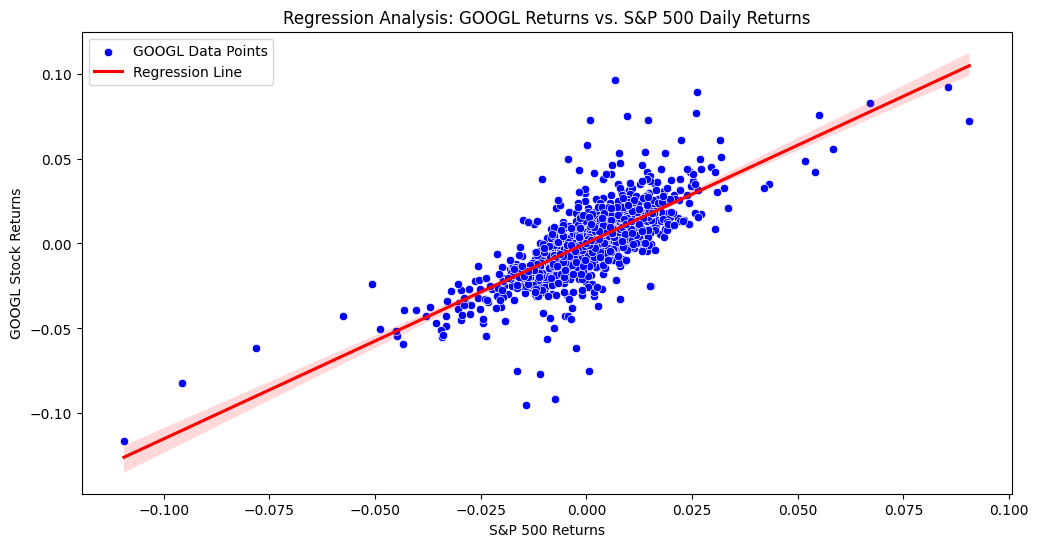 Regression Analysis: GOOGL Returns vs. S&P 500 Daily Returns
GOOGL Data Points
Regression Line
GOOGL Stock Returns
0.10
0.05
0.00
−0.05
−0.10
−0.100 −0.075 −0.050 −0.025 0.000 0.025 0.050 0.075 0.100
S&P 500 Returns